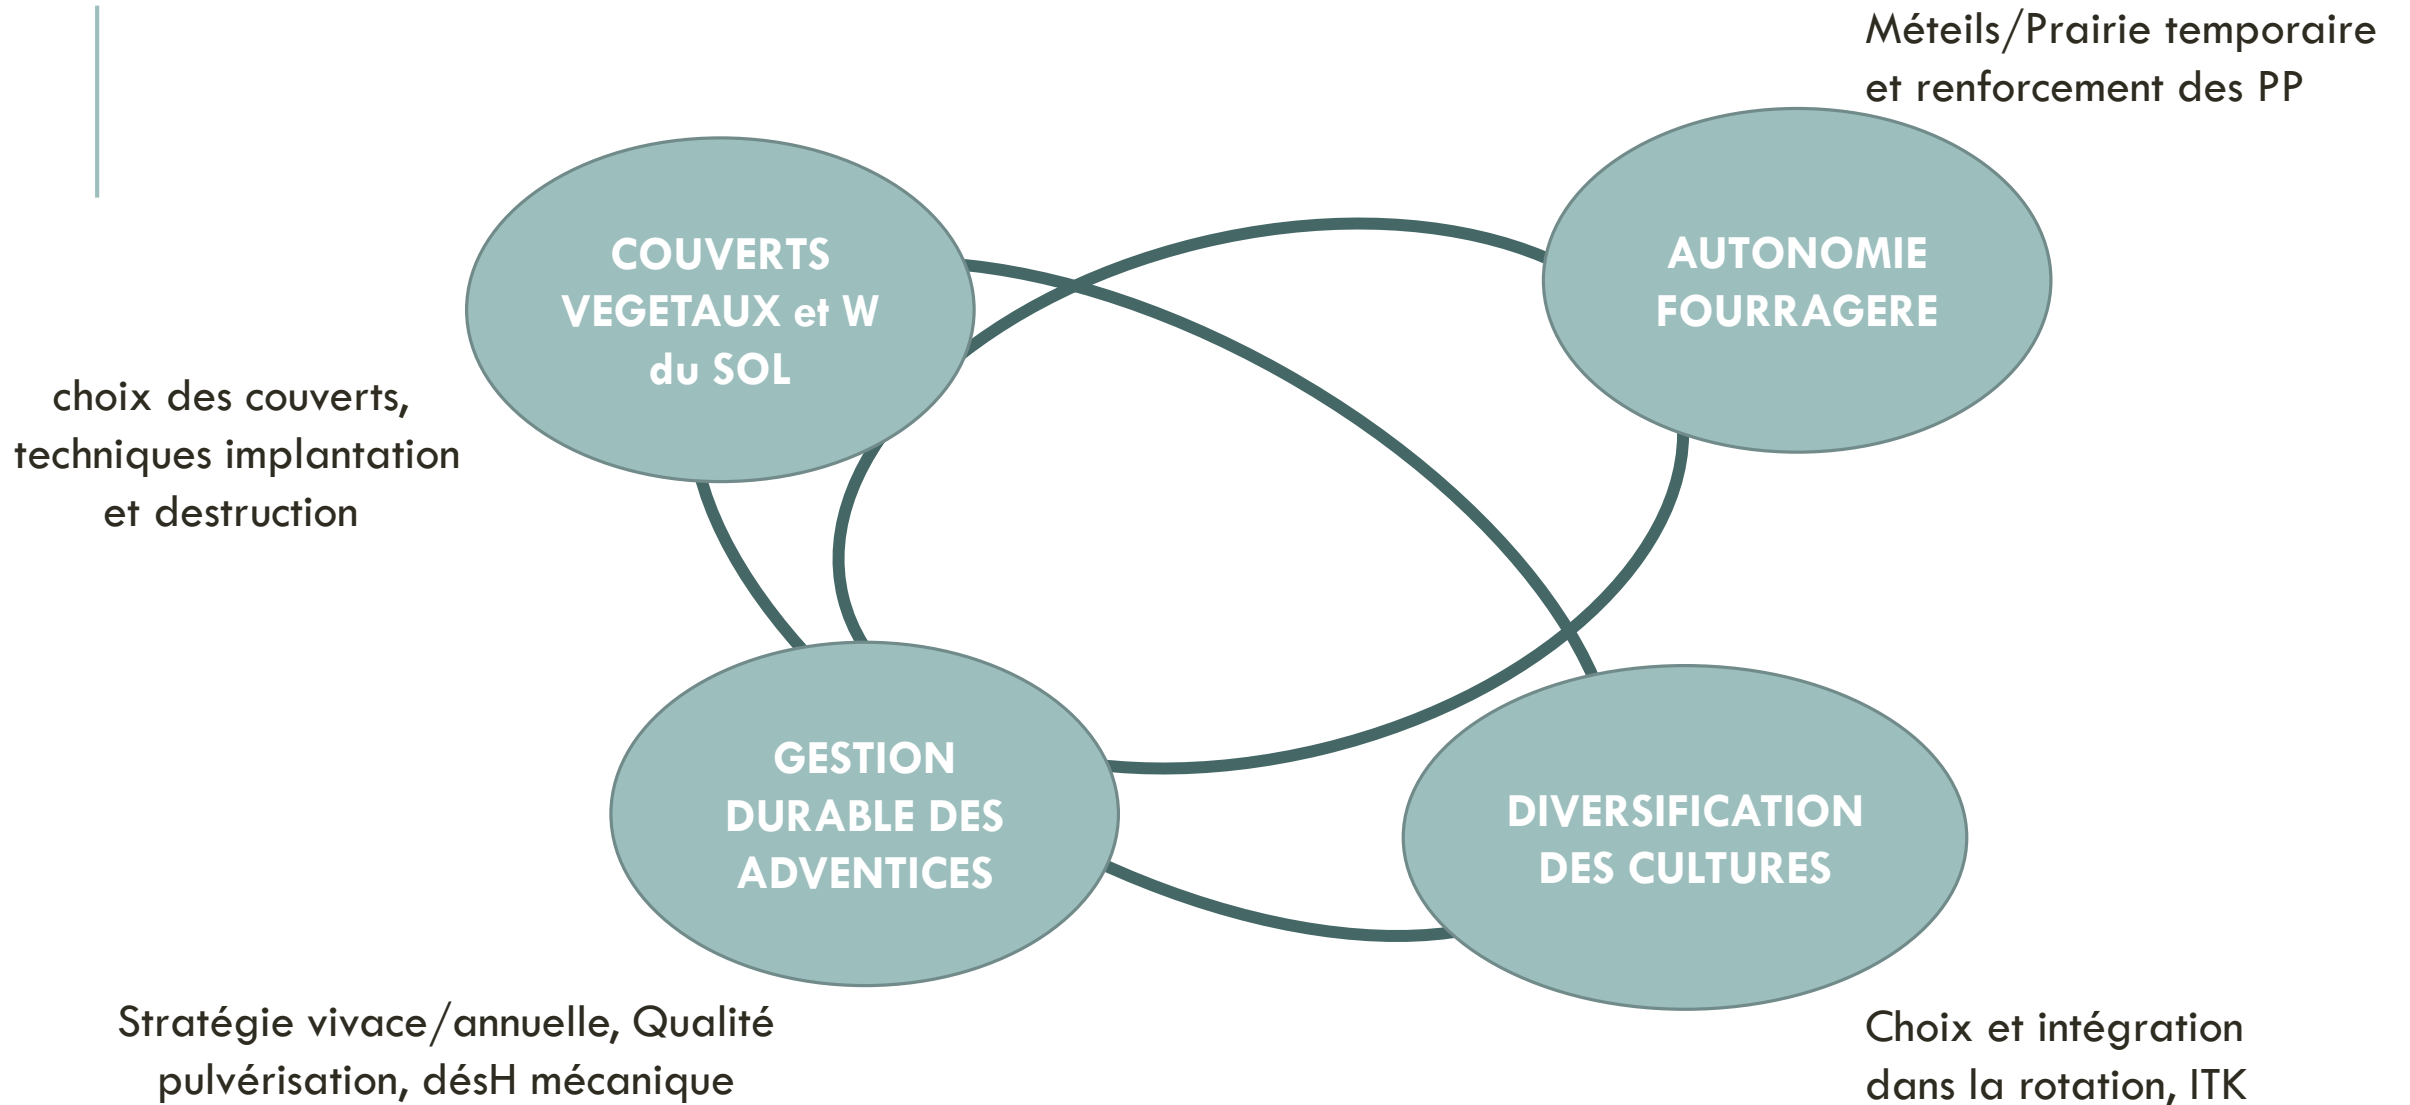 Méteils/Prairie temporaire
et renforcement des PP
COUVERTS
VEGETAUX et W
du SOL
AUTONOMIE
FOURRAGERE
choix des couverts,
techniques implantation
et destruction
GESTION
DURABLE DES
ADVENTICES
DIVERSIFICATION
DES CULTURES
Stratégie vivace/annuelle, Qualité
pulvérisation, désH mécanique
Choix et intégration
dans la rotation, ITK